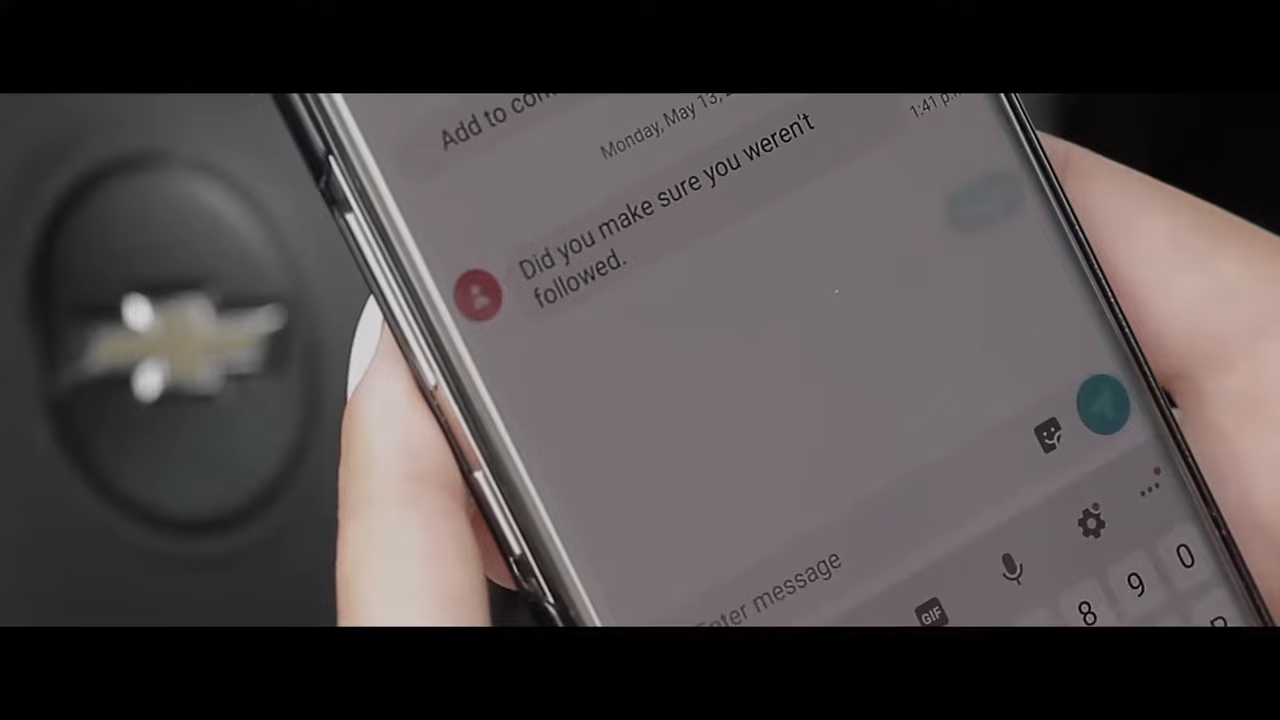 Add to con
Monday, May 13,
1:41 p.m
Did you make sure you weren't
followed.
Enter message
GIF
8 9 0